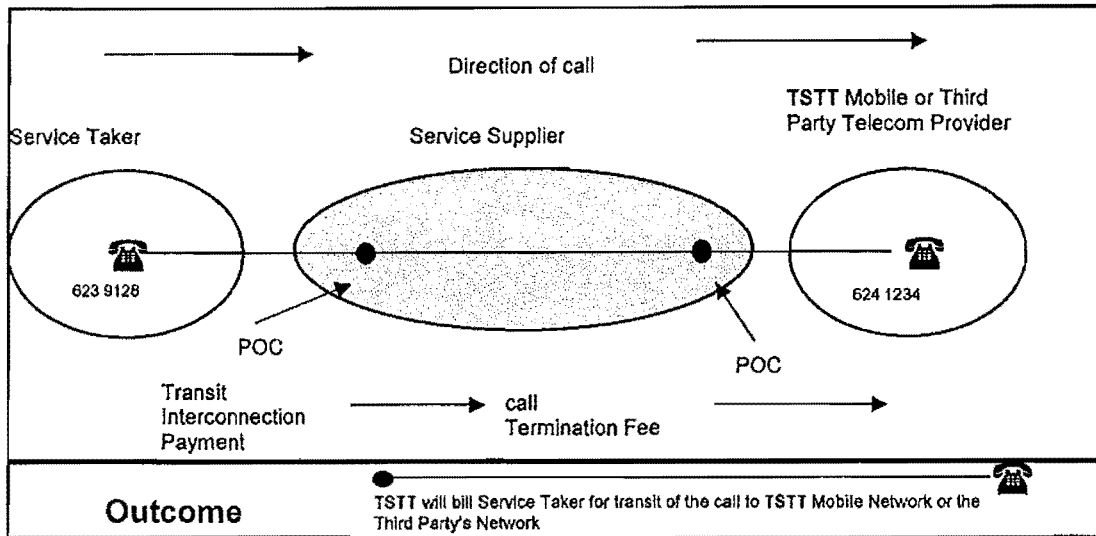 Direction of call
TSTT Mobile or Third
Party Telecom Provider
Service Taker
Service Supplier
623 9128
624 1234
POC
POC
Transit
Interconnection
Payment
call
Termination Fee
Outcome
TSTT will bill Service Taker for transit of the call to TSTT Mobile Network or the
Third Party's Network